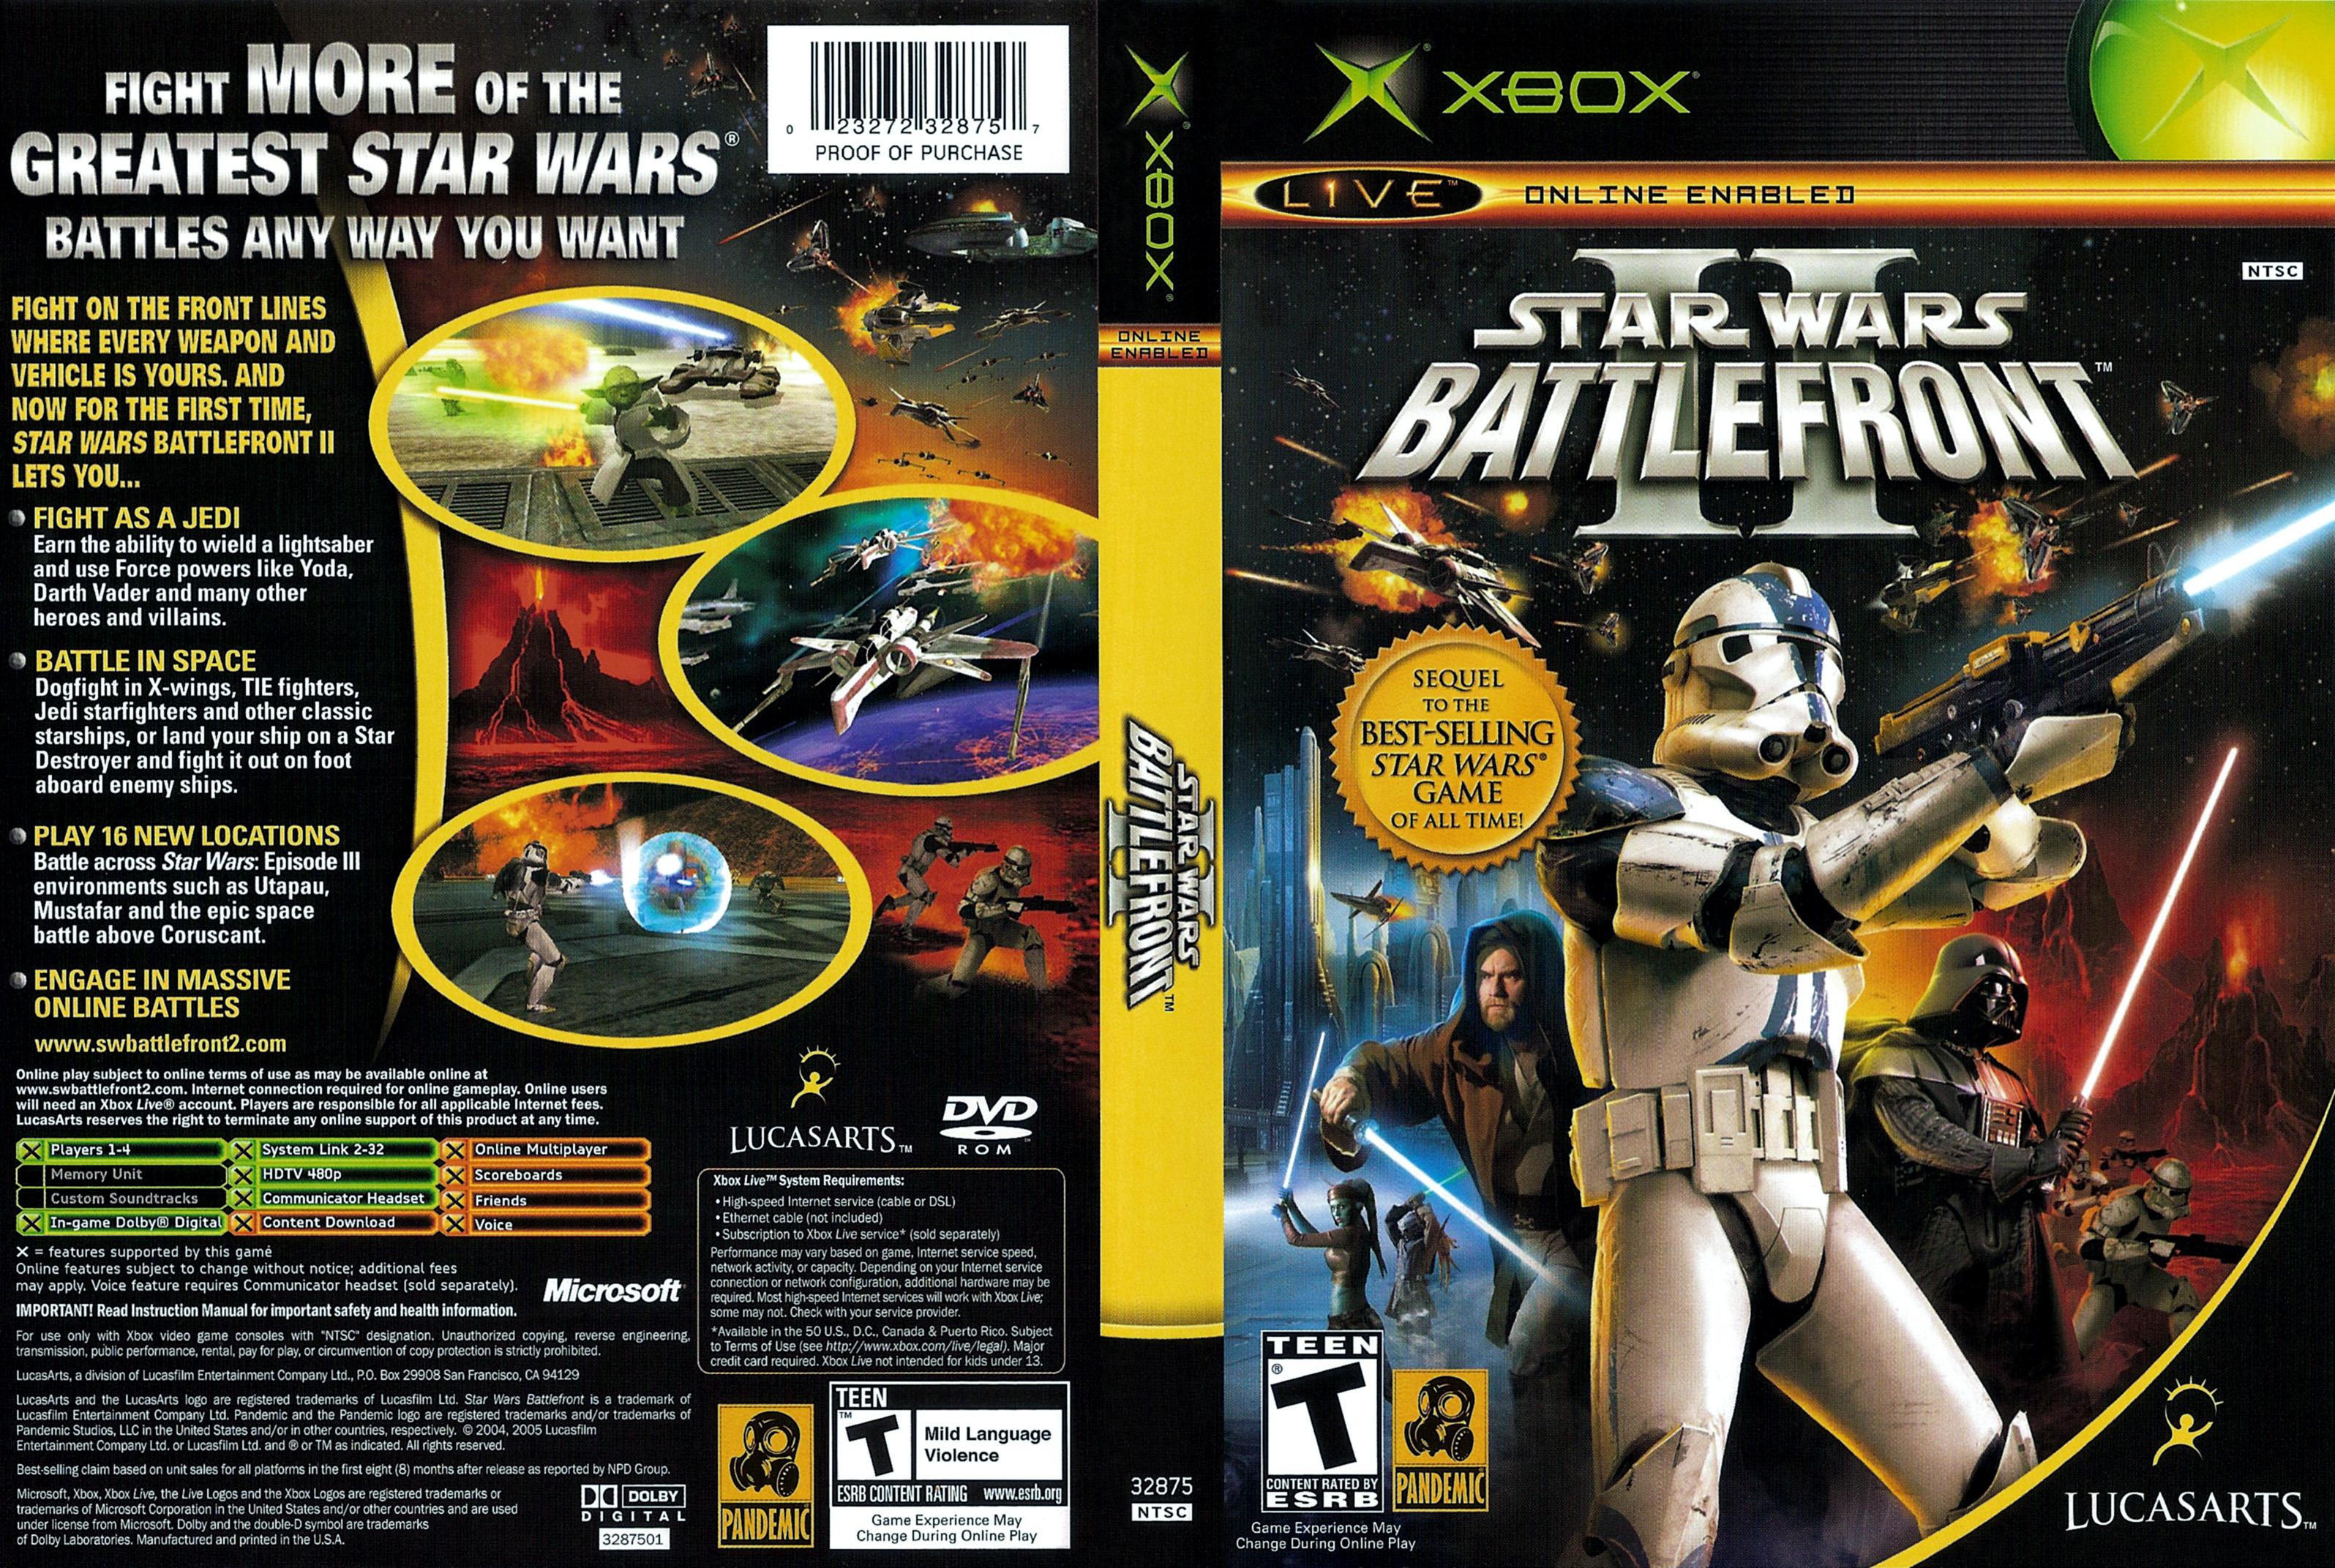 FIGHT MORE OF THE
GREATEST STAR WARS®
BATTLES ANY WAY YOU WANT
0 23272 32875 7
PROOF OF PURCHASE
FIGHT ON THE FRONT LINES
WHERE EVERY WEAPON AND
VEHICLE IS YOURS. AND
NOW FOR THE FIRST TIME,
STAR WARS BATTLEFRONT II
LETS YOU...
FIGHT AS A JEDI
Earn the ability to wield a lightsaber
and use Force powers like Yoda,
Darth Vader and many other
heroes and villains.
BATTLE IN SPACE
Dogfight in X-wings, TIE fighters,
Jedi starfighters and other classic
starships, or land your ship on a Star
Destroyer and fight it out on foot
aboard enemy ships.
PLAY 16 NEW LOCATIONS
Battle across Star Wars: Episode III
environments such as Utapau,
Mustafar and the epic space
battle above Coruscant.
ENGAGE IN MASSIVE
ONLINE BATTLES
www.swbattlefront2.com
Online play subject to online terms of use as may be available online at
www.swbattlefront2.com. Internet connection required for online gameplay. Online users
will need an Xbox Live® account. Players are responsible for all applicable Internet fees.
LucasArts reserves the right to terminate any online support of this product at any time.
X Players 1-4 X System Link 2-32 X Online Multiplayer
Memory Unit X HDTV 480p X Scoreboards
Custom Soundtracks X Communicator Headset X Friends
X In-game Dolby® Digital X Content Download X Voice
X = features supported by this game
Online features subject to change without notice; additional fees
may apply. Voice feature requires Communicator headset (sold separately).
Microsoft®
IMPORTANT! Read Instruction Manual for important safety and health information.
For use only with Xbox video game consoles with "NTSC" designation. Unauthorized copying, reverse engineering,
transmission, public performance, rental, pay for play, or circumvention of copy protection is strictly prohibited.
LucasArts, a division of Lucasfilm Entertainment Company Ltd., P.O. Box 29908 San Francisco, CA 94129
LucasArts and the LucasArts logo are registered trademarks of Lucasfilm Ltd. Star Wars Battlefront is a trademark of
Lucasfilm Entertainment Company Ltd. Pandemic and the Pandemic logo are registered trademarks and/or trademarks of
Pandemic Studios, LLC in the United States and/or in other countries, respectively. © 2004, 2005 Lucasfilm
Entertainment Company Ltd. or Lucasfilm Ltd. and ® or TM as indicated. All rights reserved.
Best-selling claim based on unit sales for all platforms in the first eight (8) months after release as reported by NPD Group.
Microsoft, Xbox, Xbox Live, the Live Logos and the Xbox Logos are registered trademarks or
trademarks of Microsoft Corporation in the United States and/or other countries and are used
under license from Microsoft. Dolby and the double-D symbol are trademarks
of Dolby Laboratories. Manufactured and printed in the U.S.A.
DOLBY
DIGITAL
3287501
LUCASARTS™
DVD
ROM
Xbox Live™ System Requirements:
• High-speed Internet service (cable or DSL)
• Ethernet cable (not included)
• Subscription to Xbox Live service* (sold separately)
Performance may vary based on game, Internet service speed,
network activity, or capacity. Depending on your Internet service
connection or network configuration, additional hardware may be
required. Most high-speed Internet services will work with Xbox Live;
some may not. Check with your service provider.
*Available in the 50 U.S., D.C., Canada & Puerto Rico. Subject
to Terms of Use (see http://www.xbox.com/live/legal). Major
credit card required. Xbox Live not intended for kids under 13.
PANDEMIC
TEEN
T™
Mild Language
Violence
ESRB CONTENT RATING www.esrb.org
Game Experience May
Change During Online Play
XBOX®
ONLINE
ENABLED
STAR WARS
II
BATTLEFRONT™
32875
NTSC
XBOX®
LIVE™ ONLINE ENABLED
NTSC
II
STAR WARS
BATTLEFRONT™
SEQUEL
TO THE
BEST-SELLING
STAR WARS®
GAME
OF ALL TIME!
TEEN
T®
CONTENT RATED BY
ESRB
PANDEMIC
Game Experience May
Change During Online Play
LUCASARTS™